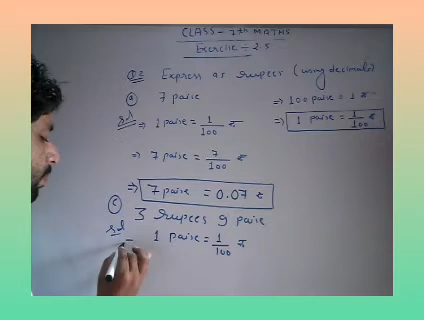 CLASS - 7th MATHS
Exercise - 2.5
Q2= Express as rupees (using decimals)
(a) 7 paise
⇒ 100 paise = 1 ₹
Sol ⇒ 1 paise = 1/100 ₹
⇒ 1 paise = 1/100 ₹
⇒ 7 paise = 7/100 ₹
⇒ 7 paise = 0.07 ₹
(c) 3 rupees 9 paise
Sol - 1 paise = 1/100 ₹